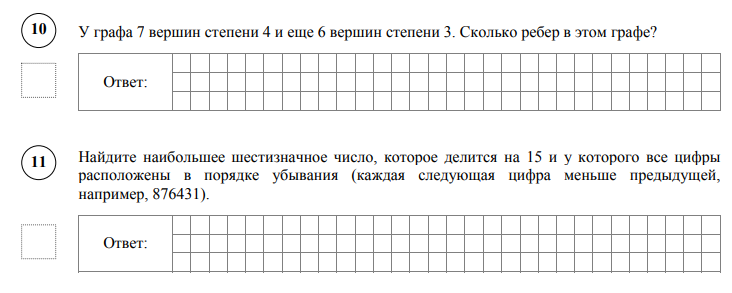 10
У графа 7 вершин степени 4 и еще 6 вершин степени 3. Сколько ребер в этом графе?
Ответ:
11
Найдите наибольшее шестизначное число, которое делится на 15 и у которого все цифры
расположены в порядке убывания (каждая следующая цифра меньше предыдущей,
например, 876431).
Ответ: